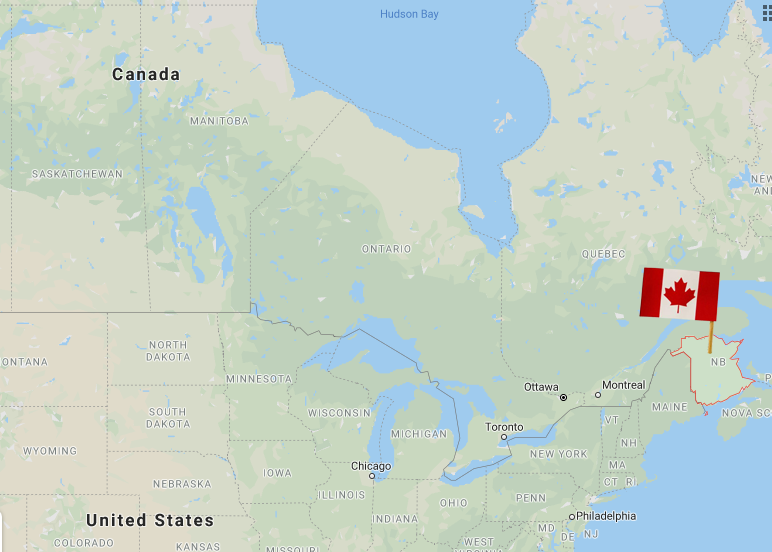 Hudson Bay
Canada
MANITOBA
SASKATCHEWAN
ONTARIO
QUEBEC
NEW
ONTANA
NORTH
DAKOTA
NB
MINNESOTA
Ottawa
Montreal
MAINE
NOVA SC
SOUTH
DAKOTA
WISCONSIN
VT
Toronto
MICHIGAN
NH
WYOMING
NEW YORK
Chicago
MA
IOWA
CT RI
NEBRASKA
ILLINOIS
OHIO
PENN
United States
INDIANA
Philadelphia
MD
DE
NJ
COLORADO
KANSAS
MISSOURI
WEST